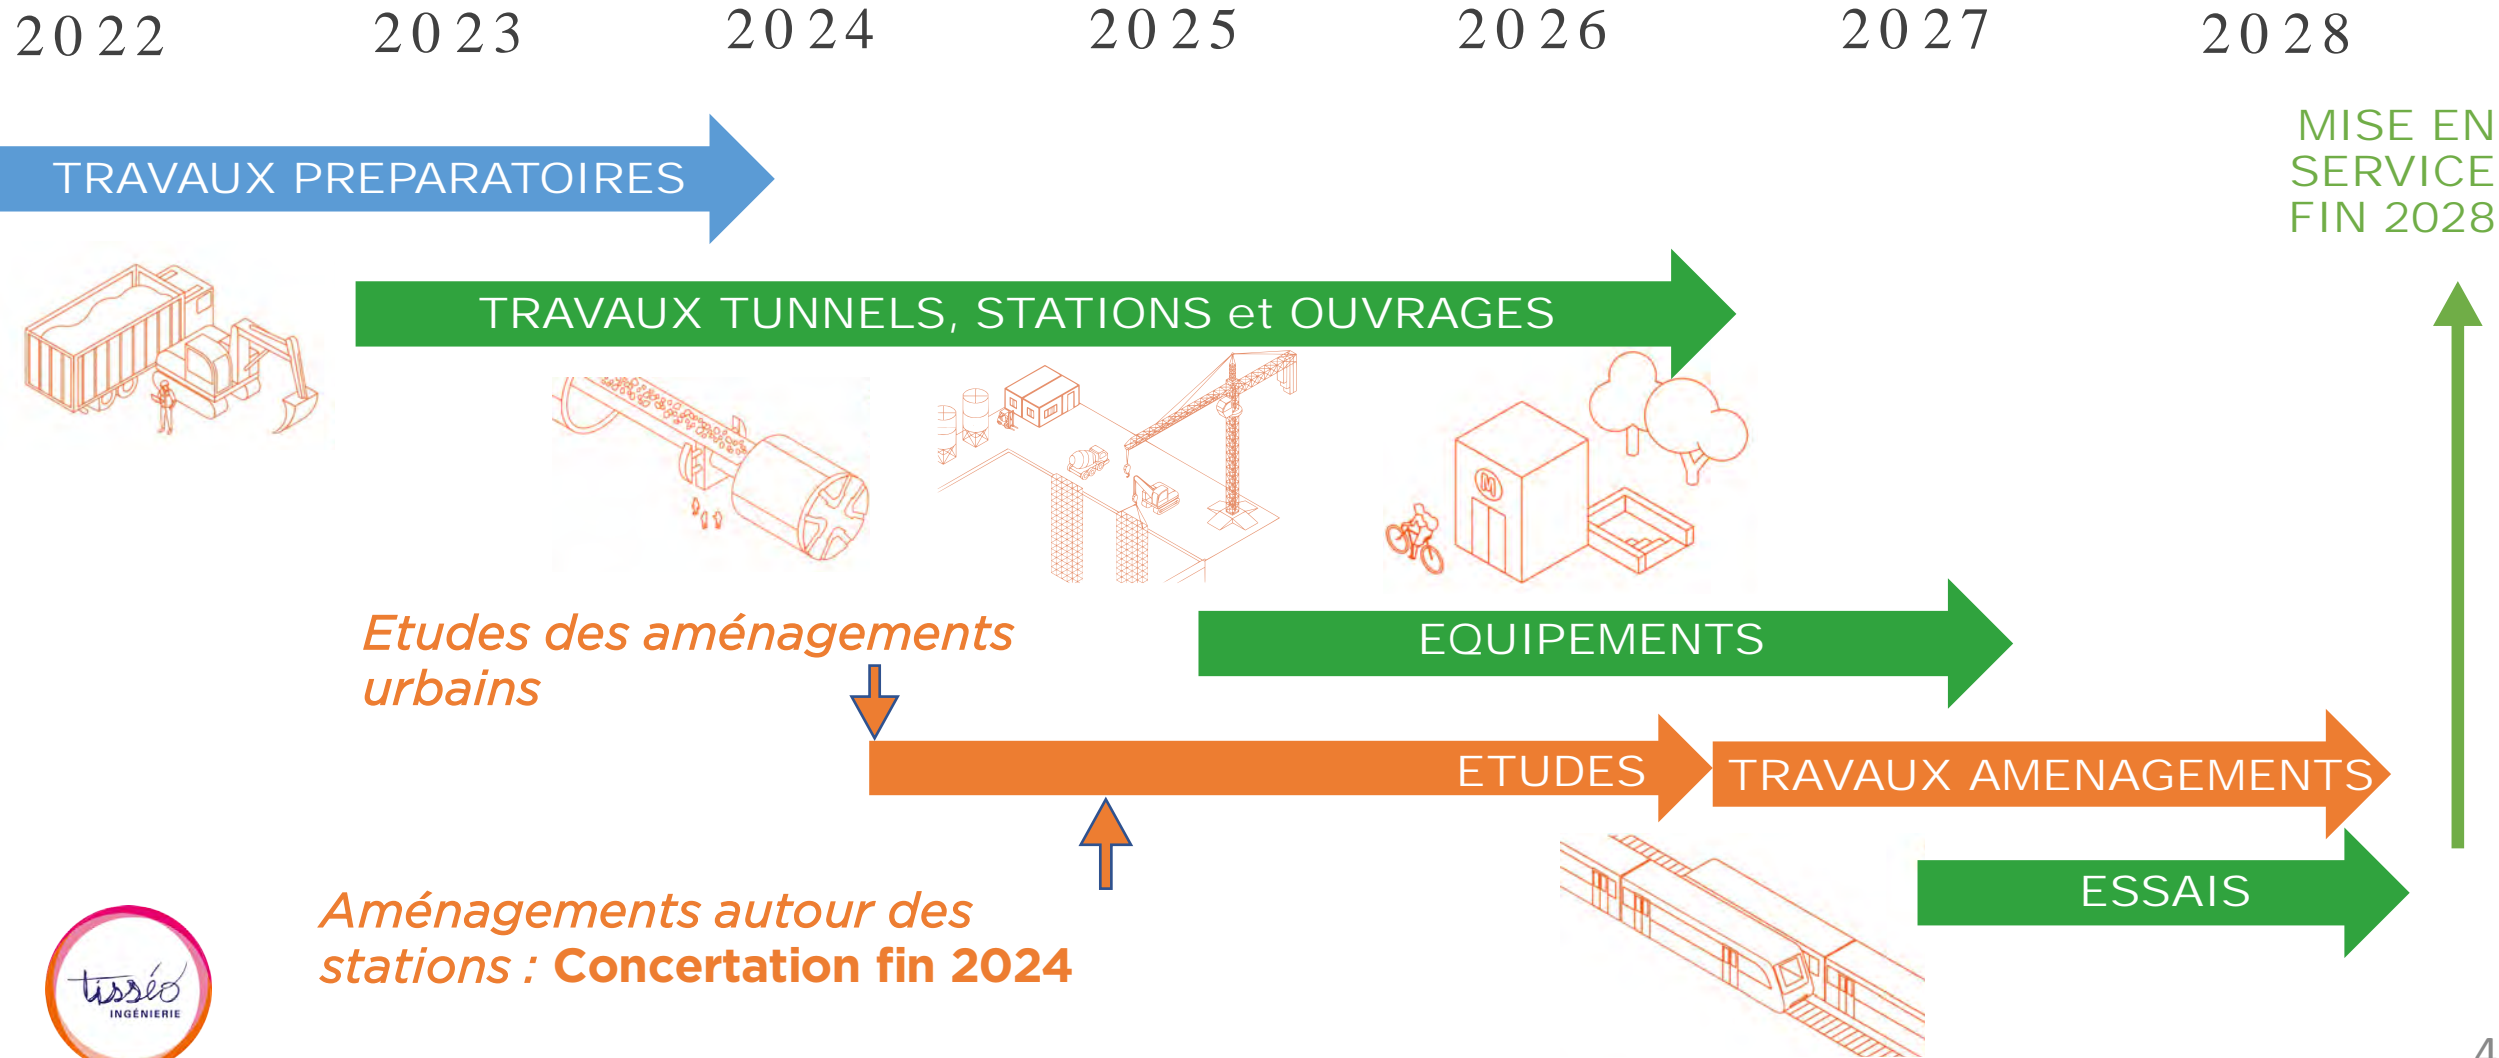 2022 2023 2024 2025 2026 2027 2028
MISE EN
SERVICE
FIN 2028
TRAVAUX PREPARATOIRES
TRAVAUX TUNNELS, STATIONS et OUVRAGES
M
Etudes des aménagements
urbains
EQUIPEMENTS
ETUDES
TRAVAUX AMENAGEMENTS
ESSAIS
Aménagements autour des
stations : Concertation fin 2024
tisséo
INGÉNIERIE
4